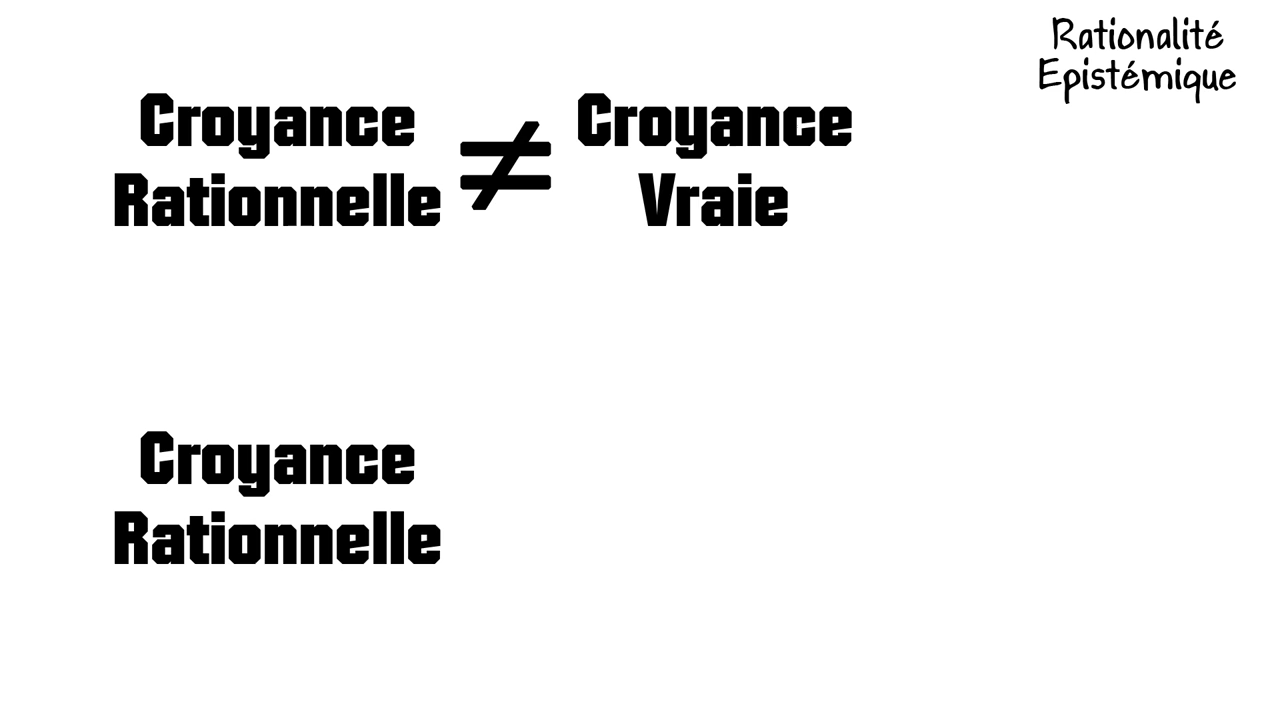 Rationalité
Epistémique
Croyance
Rationnelle
≠
Croyance
Vraie
Croyance
Rationnelle